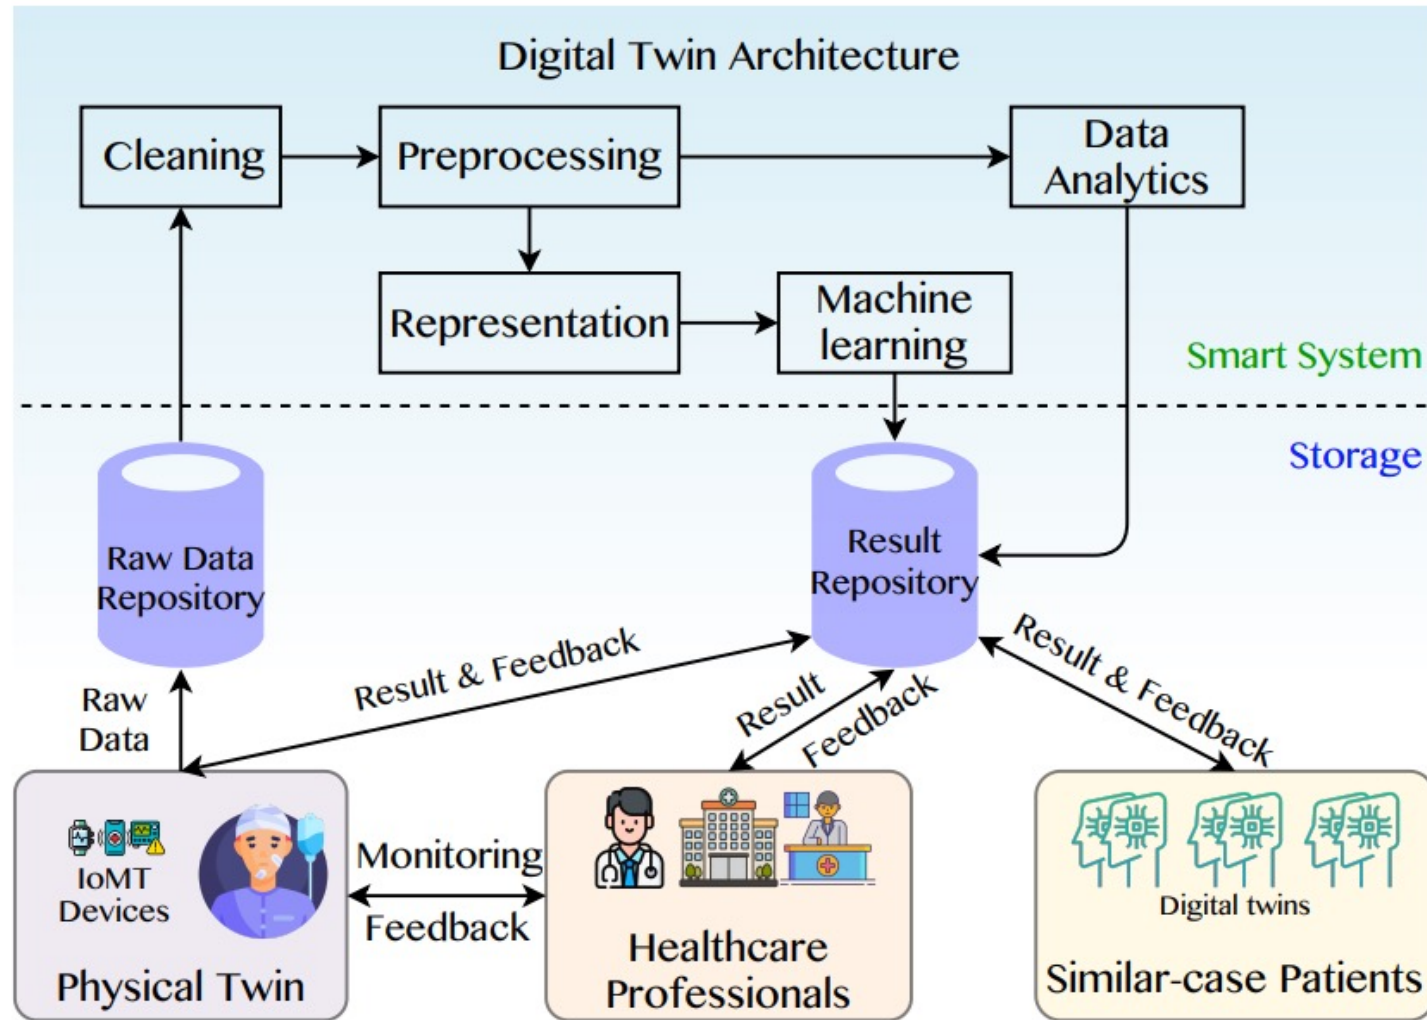 Digital Twin Architecture
Cleaning
Preprocessing
Data
Analytics
Representation
Machine
learning
Smart System
Storage
Raw Data
Repository
Result
Repository
Raw
Data
Result & Feedback
Result
Feedback
Result & Feedback
IoMT
Devices
Physical Twin
Monitoring
Feedback
Healthcare
Professionals
Digital twins
Similar-case Patients